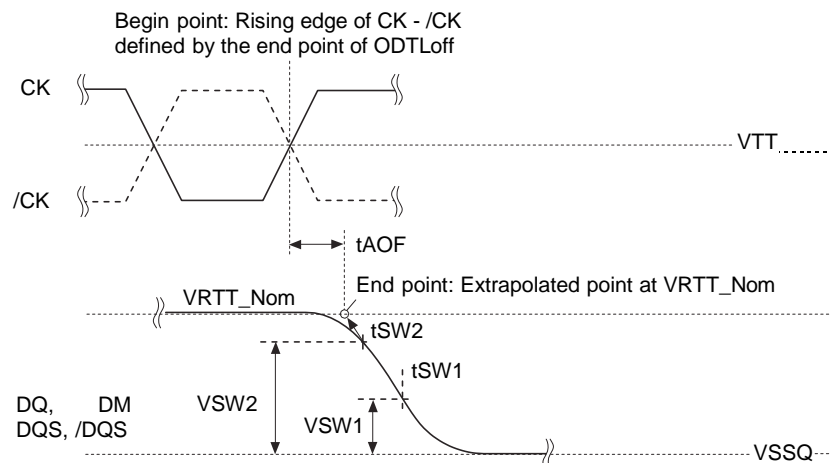 Begin point: Rising edge of CK - /CK
defined by the end point of ODTLoff
CK
VTT
/CK
tAOF
End point: Extrapolated point at VRTT_Nom
VRTT_Nom
tSW2
tSW1
DQ, DM
DQS, /DQS
VSW2
VSW1
VSSQ